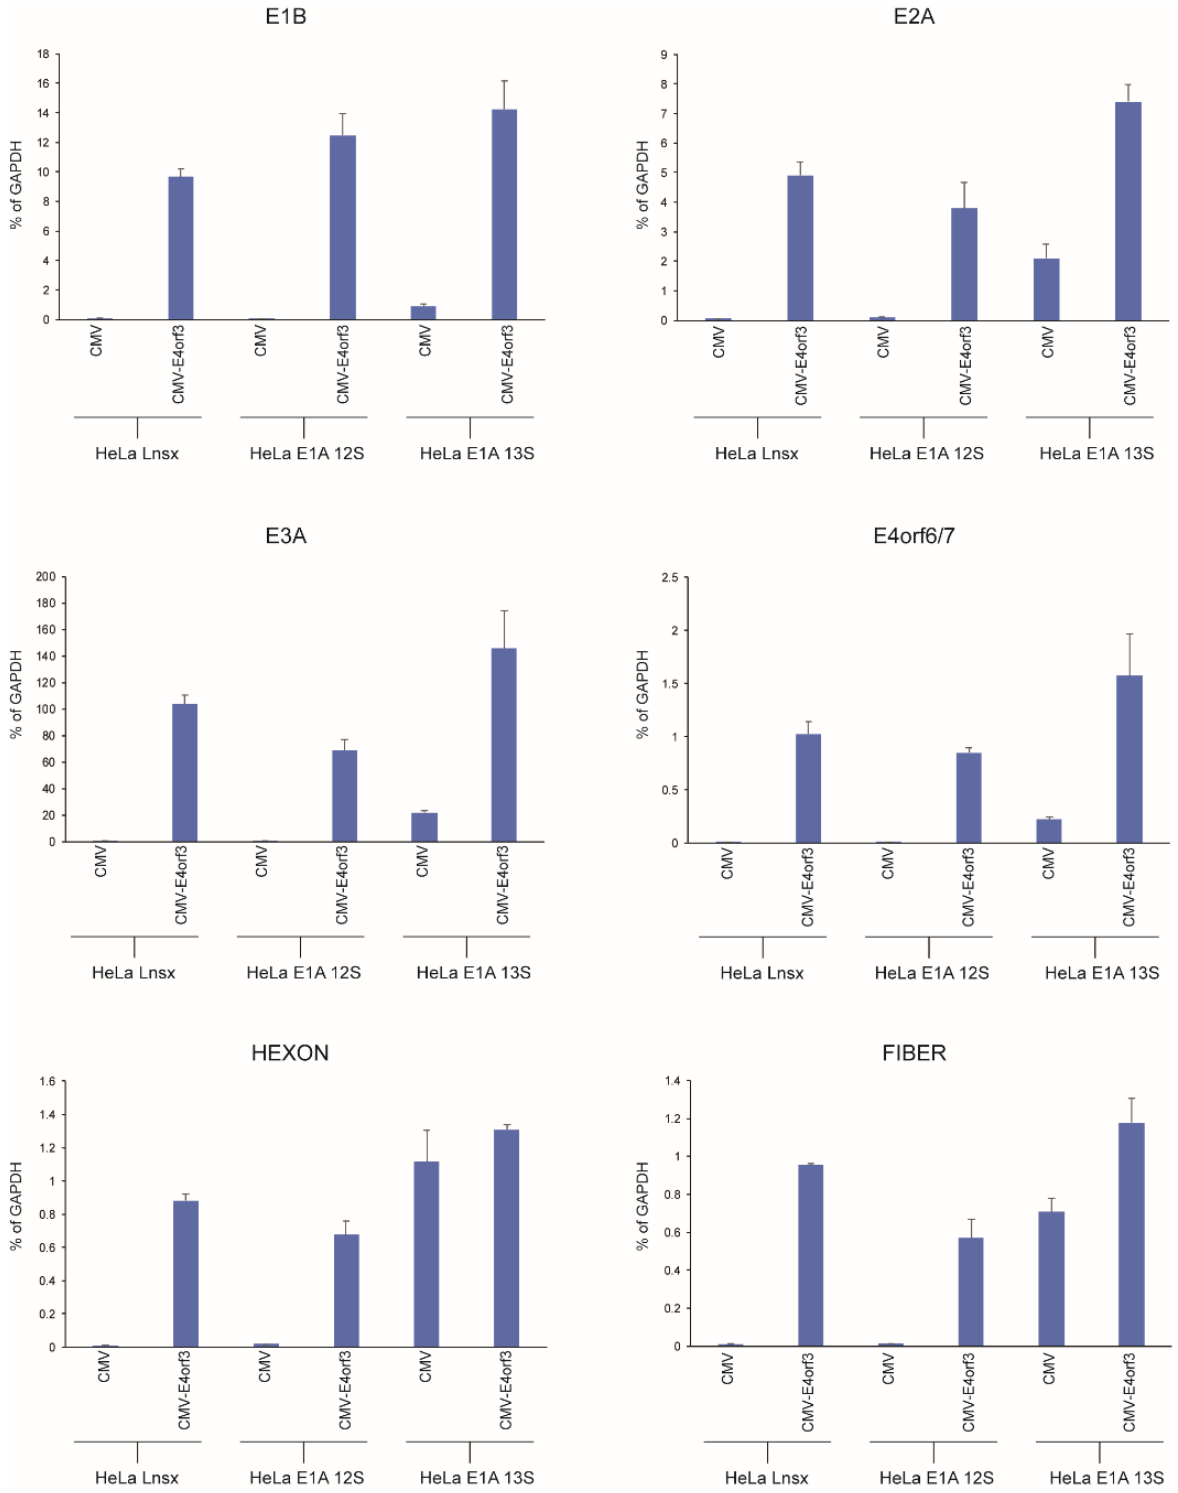 E1B
% of GAPDH
18
16
14
12
10
8
6
4
2
0
CMV
CMV-E4orf3
CMV
CMV-E4orf3
CMV
CMV-E4orf3
HeLa Lnsx
HeLa E1A 12S
HeLa E1A 13S
E2A
% of GAPDH
9
8
7
6
5
4
3
2
1
0
CMV
CMV-E4orf3
CMV
CMV-E4orf3
CMV
CMV-E4orf3
HeLa Lnsx
HeLa E1A 12S
HeLa E1A 13S
E3A
% of GAPDH
200
180
160
140
120
100
80
60
40
20
0
CMV
CMV-E4orf3
CMV
CMV-E4orf3
CMV
CMV-E4orf3
HeLa Lnsx
HeLa E1A 12S
HeLa E1A 13S
E4orf6/7
% of GAPDH
2.5
2
1.5
1
0.5
0
CMV
CMV-E4orf3
CMV
CMV-E4orf3
CMV
CMV-E4orf3
HeLa Lnsx
HeLa E1A 12S
HeLa E1A 13S
HEXON
% of GAPDH
1.6
1.4
1.2
1
0.8
0.6
0.4
0.2
0
CMV
CMV-E4orf3
CMV
CMV-E4orf3
CMV
CMV-E4orf3
HeLa Lnsx
HeLa E1A 12S
HeLa E1A 13S
FIBER
% of GAPDH
1.4
1.2
1
0.8
0.6
0.4
0.2
0
CMV
CMV-E4orf3
CMV
CMV-E4orf3
CMV
CMV-E4orf3
HeLa Lnsx
HeLa E1A 12S
HeLa E1A 13S